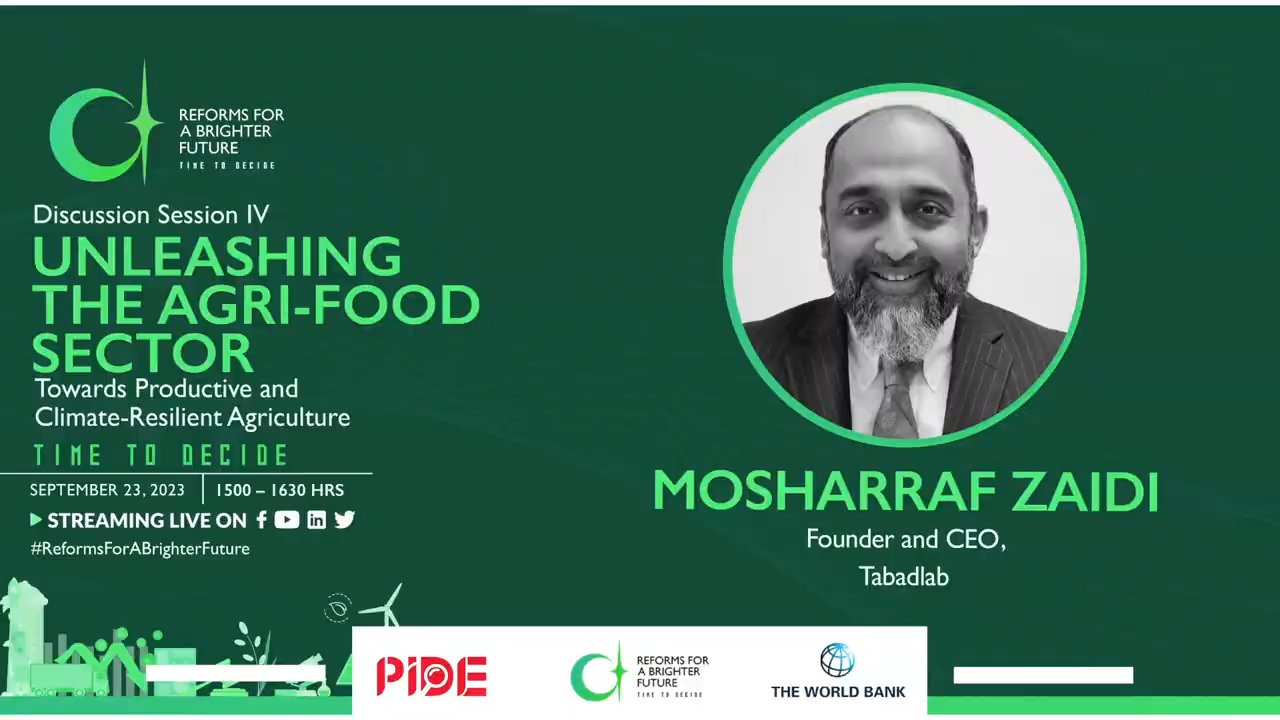 REFORMS FOR
A BRIGHTER
FUTURE
TIME TO DECIDE
Discussion Session IV
UNLEASHING
THE AGRI-FOOD
SECTOR
Towards Productive and
Climate-Resilient Agriculture
TIME TO DECIDE
SEPTEMBER 23, 2023 1500 – 1630 HRS
STREAMING LIVE ON
#ReformsForABrighterFuture
MOSHARRAF ZAIDI
Founder and CEO,
Tabadlab
PIDE
REFORMS FOR
A BRIGHTER
FUTURE
TIME TO DECIDE
THE WORLD BANK